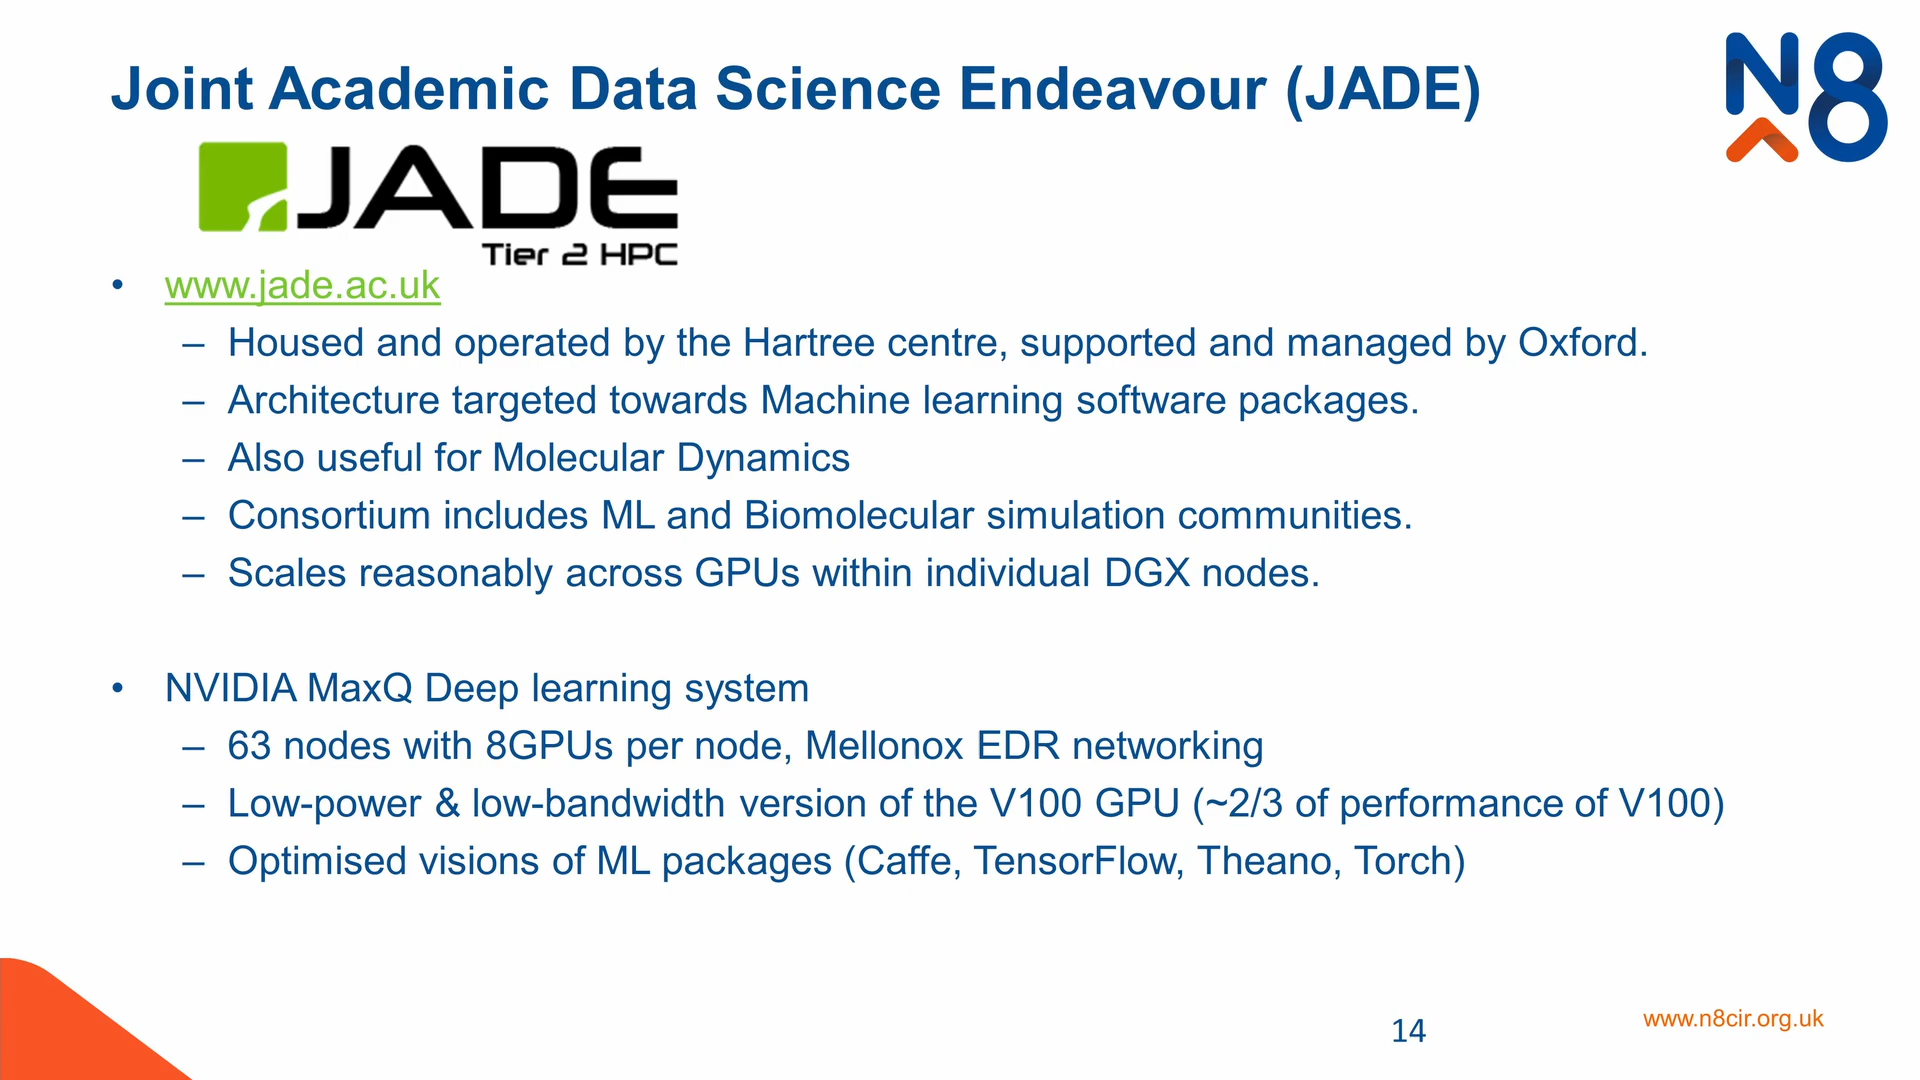 Joint Academic Data Science Endeavour (JADE)
N8
JADE
Tier 2 HPC
• www.jade.ac.uk
– Housed and operated by the Hartree centre, supported and managed by Oxford.
– Architecture targeted towards Machine learning software packages.
– Also useful for Molecular Dynamics
– Consortium includes ML and Biomolecular simulation communities.
– Scales reasonably across GPUs within individual DGX nodes.
• NVIDIA MaxQ Deep learning system
– 63 nodes with 8GPUs per node, Mellonox EDR networking
– Low-power & low-bandwidth version of the V100 GPU (~2/3 of performance of V100)
– Optimised visions of ML packages (Caffe, TensorFlow, Theano, Torch)
14
www.n8cir.org.uk